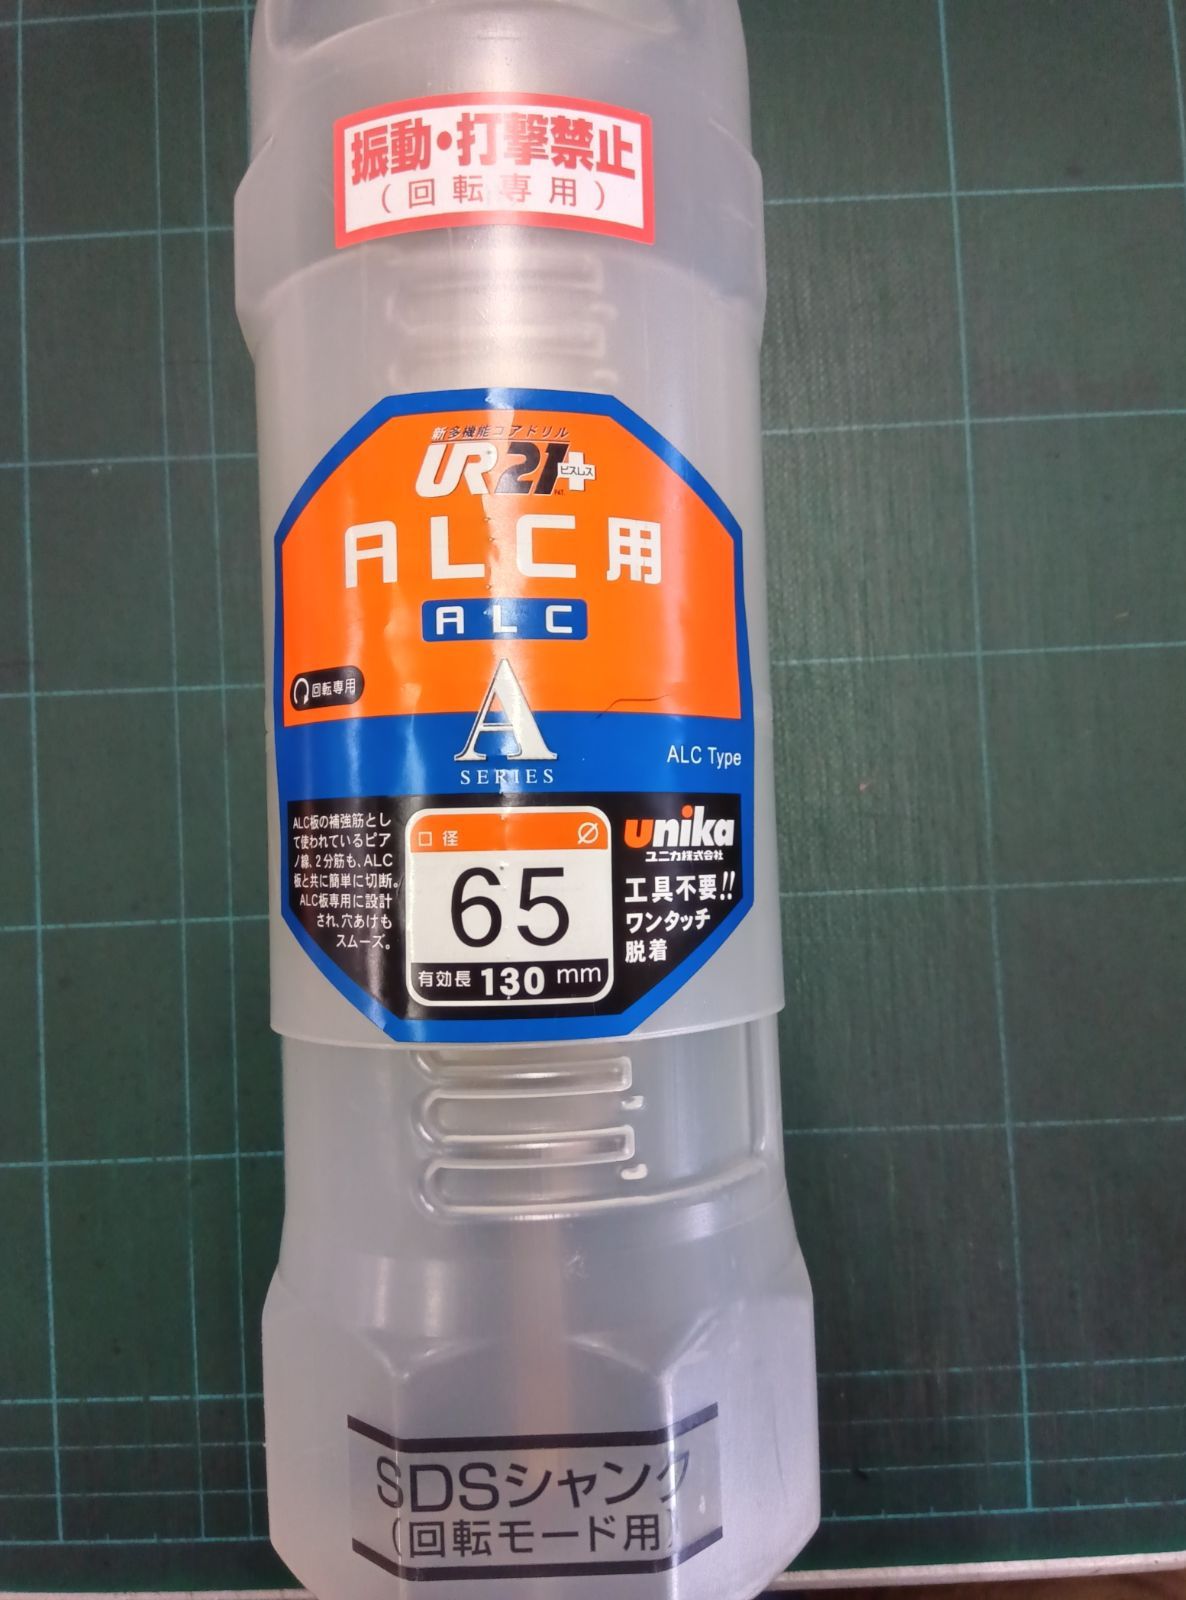 振動・打撃禁止
(回転専用)
新多機能コアドリル
UR21+
ビスレス
PAT.
ALC用
ALC
回転専用
A
SERIES
ALC Type
ALC板の補強筋とし
て使われているピア
ノ線、2分筋も、ALC
板と共に簡単に切断。
ALC板専用に設計
され、穴あけも
スムーズ。
口径 ø
65
有効長 130 mm
unika
ユニカ株式会社
工具不要!!
ワンタッチ
脱着
SDSシャンク
(回転モード用)